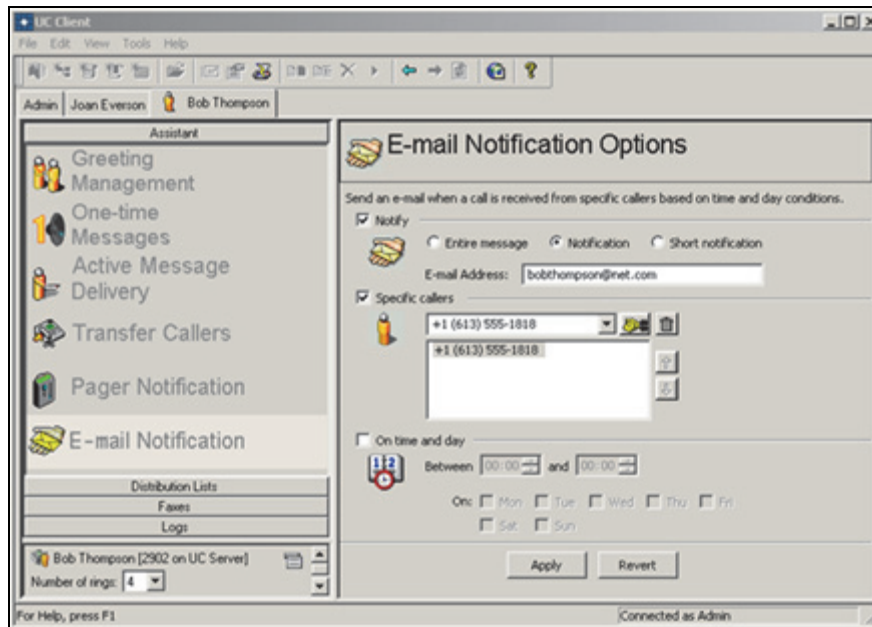 UC Client
File Edit View Tools Help
Admin Joan Everson Bob Thompson
Assistant
Greeting
Management
One-time
Messages
Active Message
Delivery
Transfer Callers
Pager Notification
E-mail Notification
Distribution Lists
Faxes
Logs
Bob Thompson [2902 on UC Server]
Number of rings: 4
E-mail Notification Options
Send an e-mail when a call is received from specific callers based on time and day conditions.
Notify
Entire message Notification Short notification
E-mail Address: bobthompson@net.com
Specific callers
+1 (613) 555-1818
+1 (613) 555-1818
On time and day
12
Between 00:00 and 00:00
On: Mon Tue Wed Thu Fri
Sat Sun
Apply Revert
For Help, press F1
Connected as Admin